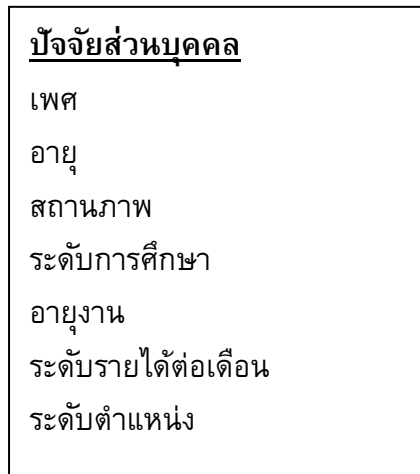 ปัจจัยส่วนบุคคล
เพศ
อายุ
สถานภาพ
ระดับการศึกษา
อายุงาน
ระดับรายได้ต่อเดือน
ระดับตำแหน่ง